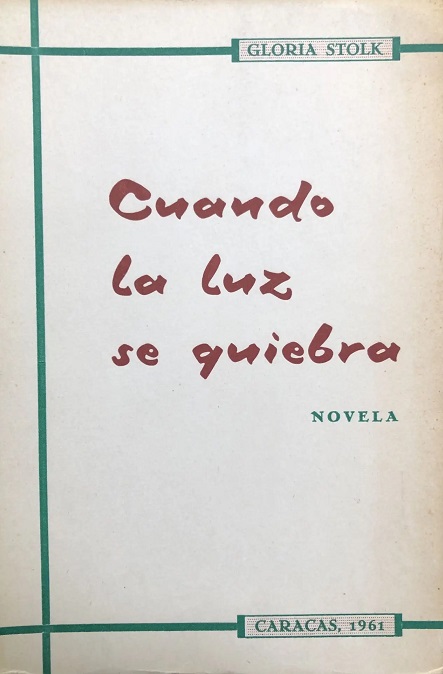 GLORIA STOLK
Cuando
la luz
se quiebra
NOVELA
CARACAS, 1961